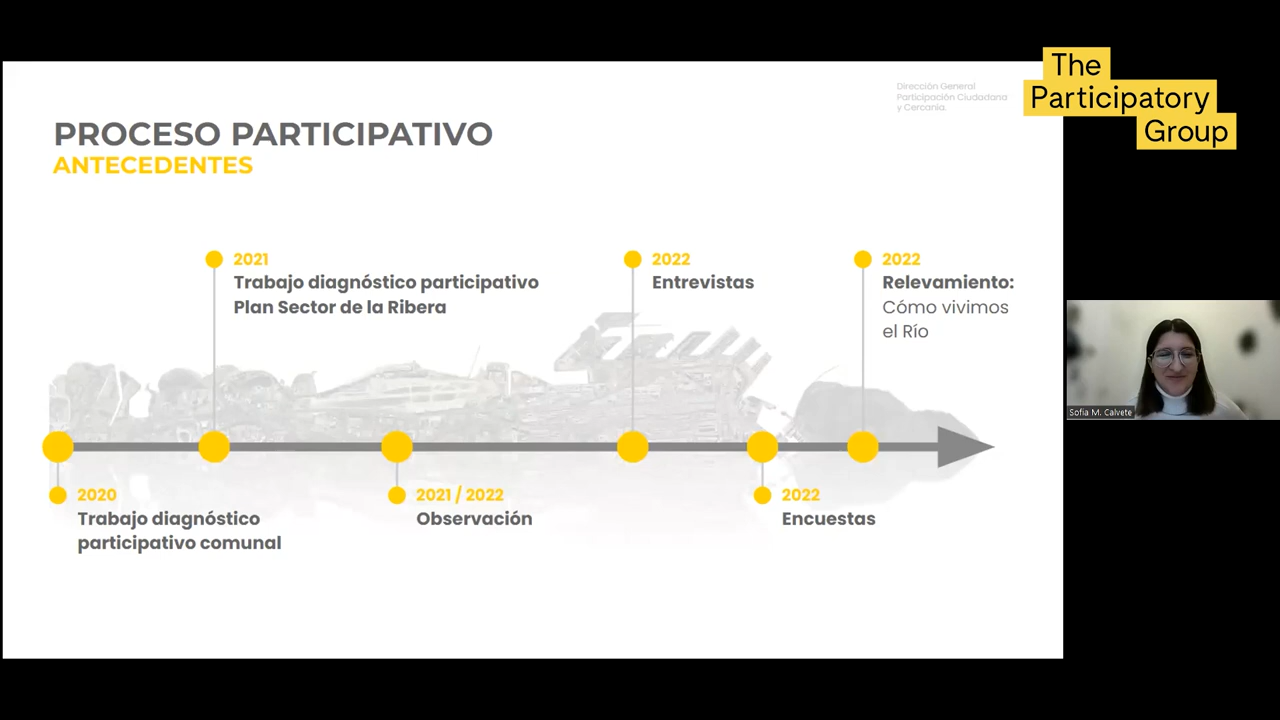 The
Participatory
Group
Dirección General
Participación Ciudadana
y Cercanía.
PROCESO PARTICIPATIVO
ANTECEDENTES
2021
Trabajo diagnóstico participativo
Plan Sector de la Ribera
2022
Entrevistas
2022
Relevamiento:
Cómo vivimos
el Río
2020
Trabajo diagnóstico
participativo comunal
2021 / 2022
Observación
2022
Encuestas
Sofia M. Calvete